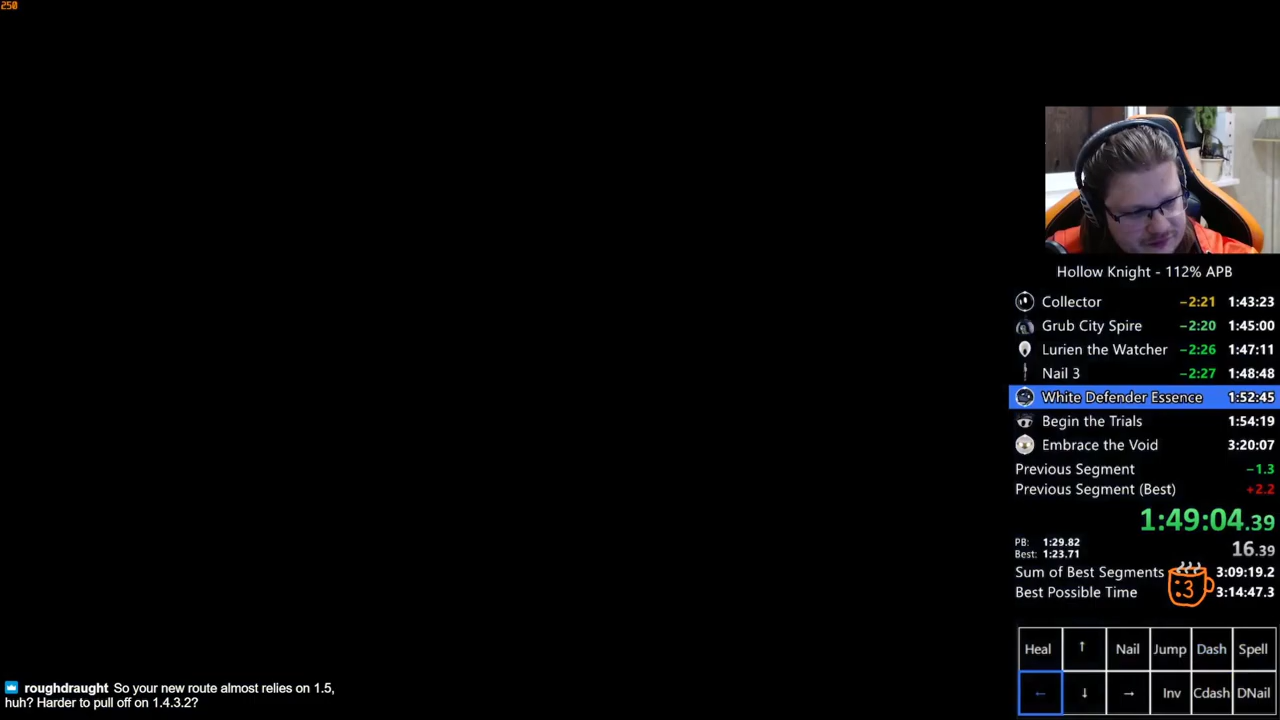 250
Hollow Knight - 112% APB
Collector -2:21 1:43:23
Grub City Spire -2:20 1:45:00
Lurien the Watcher -2:26 1:47:11
Nail 3 -2:27 1:48:48
White Defender Essence 1:52:45
Begin the Trials 1:54:19
Embrace the Void 3:20:07
Previous Segment -1.3
Previous Segment (Best) +2.2
1:49:04.39
PB: 1:29.82
Best: 1:23.71
16.39
Sum of Best Segments 3:09:19.2
Best Possible Time 3:14:47.3
Heal ↑ Nail Jump Dash Spell
← ↓ → Inv Cdash DNail
roughdraught So your new route almost relies on 1.5,
huh? Harder to pull off on 1.4.3.2?